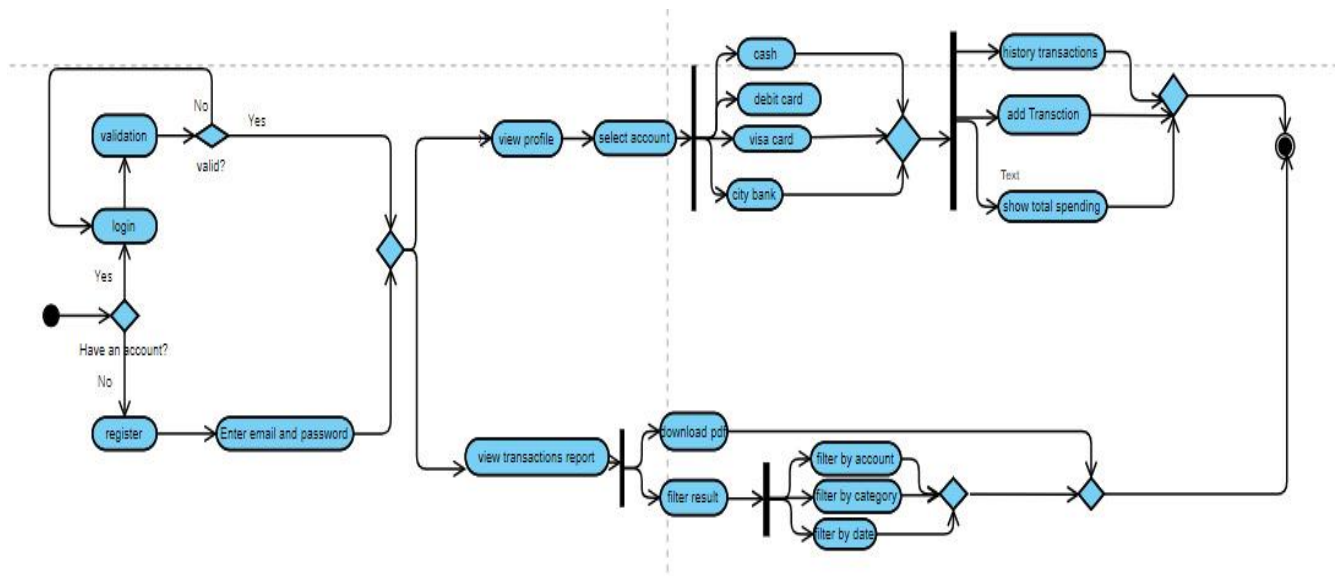 cash
history transactions
debit card
No
Yes
validation
add Transction
view profile
select account
visa card
valid?
Text
city bank
show total spending
login
Yes
Have an account?
No
register
Enter email and password
download pdf
view transactions report
filter by account
filter result
filter by category
filter by date